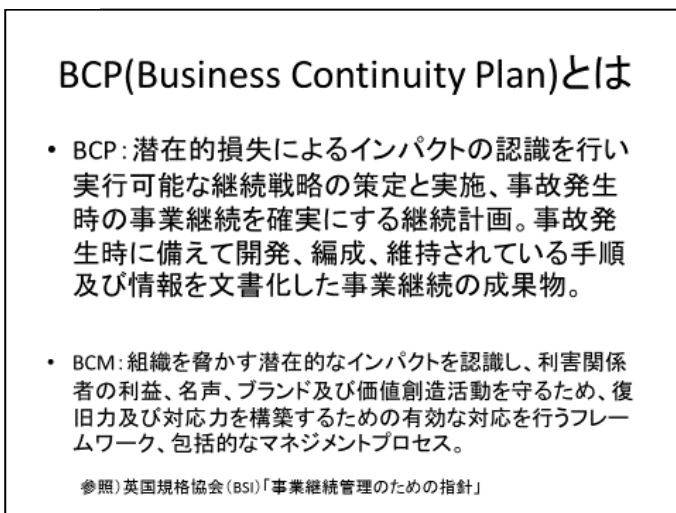 BCP(Business Continuity Plan)とは
• BCP：潜在的損失によるインパクトの認識を行い
実行可能な継続戦略の策定と実施、事故発生
時の事業継続を確実にする継続計画。事故発
生時に備えて開発、編成、維持されている手順
及び情報を文書化した事業継続の成果物。
• BCM：組織を脅かす潜在的なインパクトを認識し、利害関係
者の利益、名声、ブランド及び価値創造活動を守るため、復
旧力及び対応力を構築するための有効な対応を行うフレー
ムワーク、包括的なマネジメントプロセス。
参照）英国規格協会（BSI）「事業継続管理のための指針」